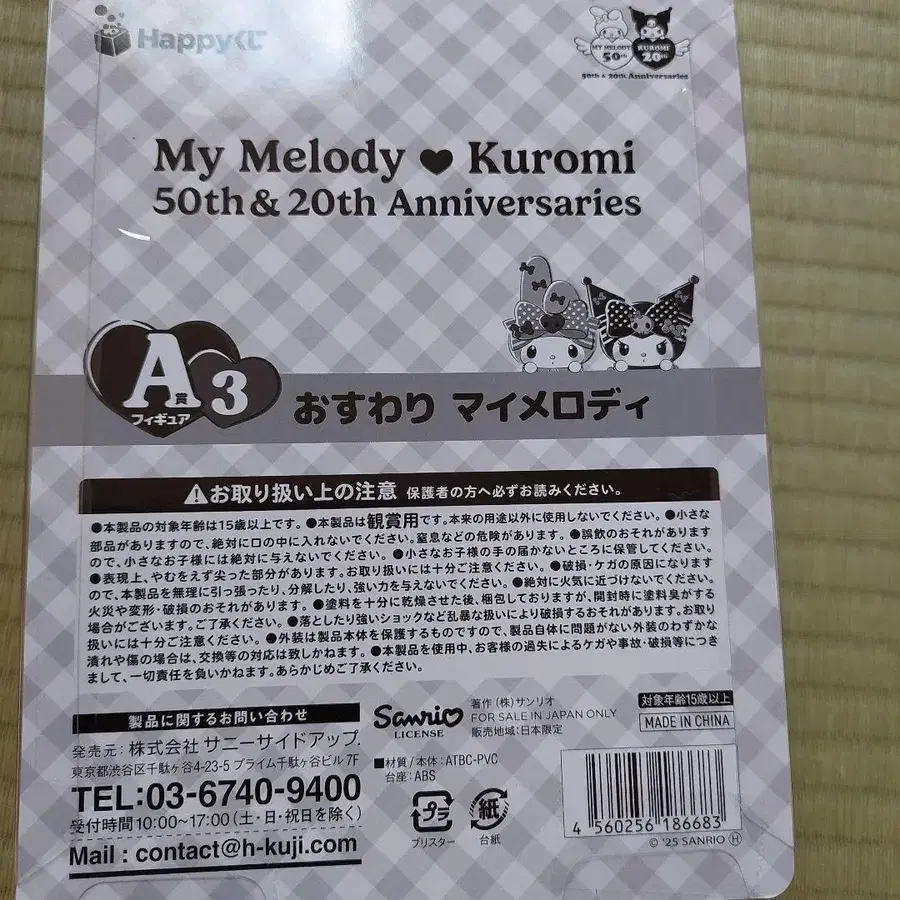 Happyくじ
MY MELODY 50th KUROMI 20th
50th & 20th Anniversaries
My Melody ♥ Kuromi
50th & 20th Anniversaries
A賞 3
フィギュア
おすわり マイメロディ
⚠お取り扱い上の注意 保護者の方へ必ずお読みください。
●本製品の対象年齢は15歳以上です。●本製品は観賞用です。本来の用途以外に使用しないでください。●小さな
部品がありますので、絶対に口の中に入れないでください。窒息などの危険があります。●誤飲のおそれがあります
ので、小さなお子様には絶対に与えないでください。●小さなお子様の手の届かないところに保管してください。
●表現上、やむをえず尖った部分があります。お取り扱いには十分ご注意ください。●破損・ケガの原因になります
ので、本製品を無理に引っ張ったり、分解したり、強い力を与えないでください。●絶対に火気に近づけないでください。
火災や変形・破損のおそれがあります。●塗料を十分に乾燥させた後、梱包しておりますが、開封時に塗料臭がする
場合がございます。ご了承ください。●落としたり強いショックなど乱暴な扱いにより破損するおそれがあります。お取り
扱いには十分ご注意ください。●外装は製品本体を保護するものですので、製品自体に問題がない外装のわずかな
潰れや傷の場合は、交換等の対応は致しかねます。●本製品を使用中、お客様の過失によるケガや事故・破損等につき
まして、一切責任を負いかねます。あらかじめご了承ください。
製品に関するお問い合わせ
発売元：株式会社 サニーサイドアップ
東京都渋谷区千駄ヶ谷4-23-5 プライム千駄ヶ谷ビル 7F
TEL:03-6740-9400
受付時間 10:00〜17:00（土・日・祝日を除く）
Mail : contact@h-kuji.com
Sanrio
LICENSE
著作（株）サンリオ
FOR SALE IN JAPAN ONLY
販売地域：日本限定
対象年齢15歳以上
MADE IN CHINA
■材質／本体：ATBC-PVC
台座：ABS
プラ
ブリスター
紙
台紙
4 560256 186683
© '25 SANRIO Ⓗ